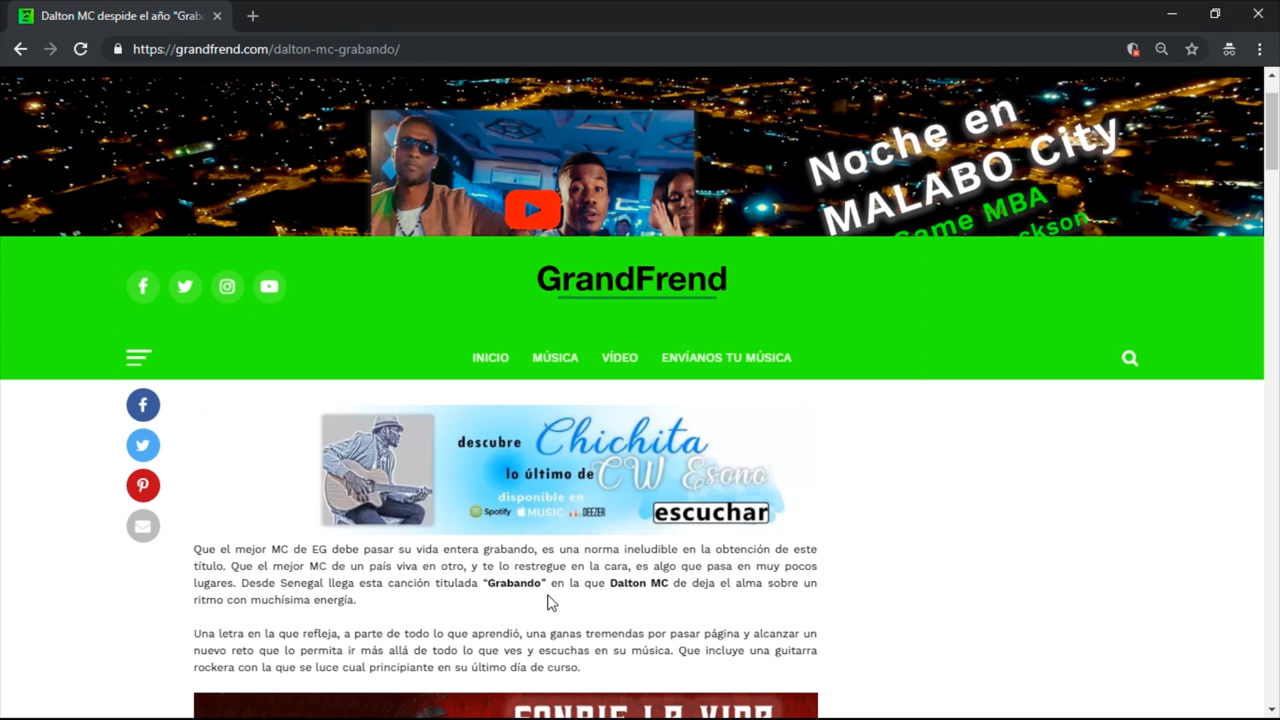 Dalton MC despide el año "Grab
https://grandfrend.com/dalton-mc-grabando/
Noche en
MALABO City
Game MBA
ckson
GrandFrend
INICIO MÚSICA VÍDEO ENVÍANOS TU MÚSICA
descubre Chichita
lo último de CW Esono
disponible en
Spotify MUSIC DEEZER
escuchar
Que el mejor MC de EG debe pasar su vida entera grabando, es una norma ineludible en la obtención de este
título. Que el mejor MC de un país viva en otro, y te lo restregue en la cara, es algo que pasa en muy pocos
lugares. Desde Senegal llega esta canción titulada “Grabando” en la que Dalton MC de deja el alma sobre un
ritmo con muchísima energía.
Una letra en la que refleja, a parte de todo lo que aprendió, una ganas tremendas por pasar página y alcanzar un
nuevo reto que lo permita ir más allá de todo lo que ves y escuchas en su música. Que incluye una guitarra
rockera con la que se luce cual principiante en su último día de curso.
SONRIE LA VIDA